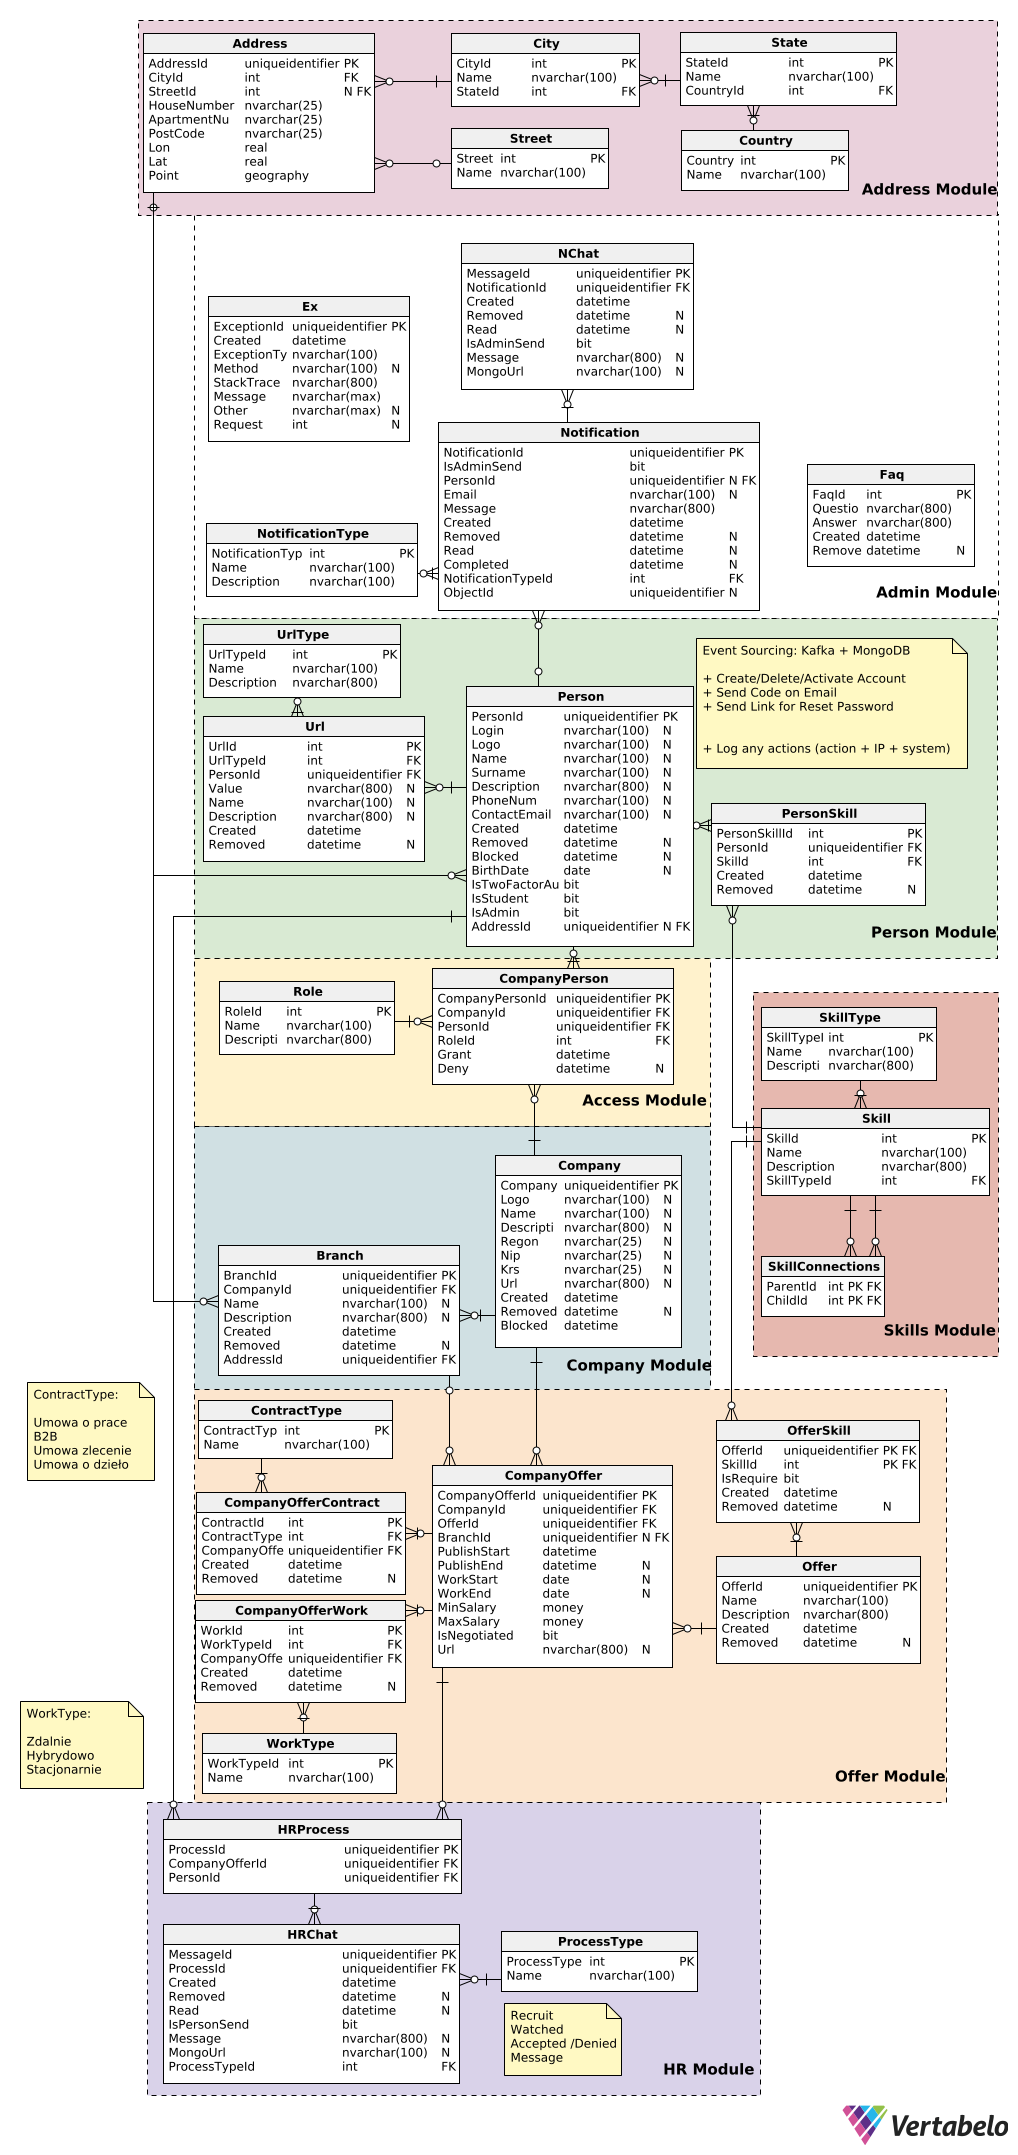 Address
AddressId uniqueidentifier PK
CityId int FK
StreetId int N FK
HouseNumber nvarchar(25)
ApartmentNu nvarchar(25)
PostCode nvarchar(25)
Lon real
Lat real
Point geography
City
CityId int PK
Name nvarchar(100)
StateId int FK
State
StateId int PK
Name nvarchar(100)
CountryId int FK
Street
Street int PK
Name nvarchar(100)
Country
Country int PK
Name nvarchar(100)
Address Module
NChat
MessageId uniqueidentifier PK
NotificationId uniqueidentifier FK
Created datetime
Removed datetime N
Read datetime N
IsAdminSend bit
Message nvarchar(800) N
MongoUrl nvarchar(100) N
Ex
ExceptionId uniqueidentifier PK
Created datetime
ExceptionTy nvarchar(100)
Method nvarchar(100) N
StackTrace nvarchar(800)
Message nvarchar(max)
Other nvarchar(max) N
Request int N
Notification
NotificationId uniqueidentifier PK
IsAdminSend bit
PersonId uniqueidentifier N FK
Email nvarchar(100) N
Message nvarchar(800)
Created datetime
Removed datetime N
Read datetime N
Completed datetime N
NotificationTypeId int FK
ObjectId uniqueidentifier N
Faq
FaqId int PK
Questio nvarchar(800)
Answer nvarchar(800)
Created datetime
Remove datetime N
NotificationType
NotificationTyp int PK
Name nvarchar(100)
Description nvarchar(100)
Admin Module
UrlType
UrlTypeId int PK
Name nvarchar(100)
Description nvarchar(800)
Url
UrlId int PK
UrlTypeId int FK
PersonId uniqueidentifier FK
Value nvarchar(800) N
Name nvarchar(100) N
Description nvarchar(800) N
Created datetime
Removed datetime N
Person
PersonId uniqueidentifier PK
Login nvarchar(100) N
Logo nvarchar(100) N
Name nvarchar(100) N
Surname nvarchar(100) N
Description nvarchar(800) N
PhoneNum nvarchar(100) N
ContactEmail nvarchar(100) N
Created datetime
Removed datetime N
Blocked datetime N
BirthDate date N
IsTwoFactorAu bit
IsStudent bit
IsAdmin bit
AddressId uniqueidentifier N FK
Event Sourcing: Kafka + MongoDB
+ Create/Delete/Activate Account
+ Send Code on Email
+ Send Link for Reset Password
+ Log any actions (action + IP + system)
PersonSkill
PersonSkillId int PK
PersonId uniqueidentifier FK
SkillId int FK
Created datetime
Removed datetime N
Person Module
Role
RoleId int PK
Name nvarchar(100)
Descripti nvarchar(800)
CompanyPerson
CompanyPersonId uniqueidentifier PK
CompanyId uniqueidentifier FK
PersonId uniqueidentifier FK
RoleId int FK
Grant datetime
Deny datetime N
Access Module
SkillType
SkillTypeI int PK
Name nvarchar(100)
Descripti nvarchar(800)
Skill
SkillId int PK
Name nvarchar(100)
Description nvarchar(800)
SkillTypeId int FK
SkillConnections
ParentId int PK FK
ChildId int PK FK
Skills Module
Company
Company uniqueidentifier PK
Logo nvarchar(100) N
Name nvarchar(100) N
Descripti nvarchar(800) N
Regon nvarchar(25) N
Nip nvarchar(25) N
Krs nvarchar(25) N
Url nvarchar(800) N
Created datetime
Removed datetime N
Blocked datetime
Branch
BranchId uniqueidentifier PK
CompanyId uniqueidentifier FK
Name nvarchar(100) N
Description nvarchar(800) N
Created datetime
Removed datetime N
AddressId uniqueidentifier FK
Company Module
ContractType:
Umowa o prace
B2B
Umowa zlecenie
Umowa o dzieło
ContractType
ContractTyp int PK
Name nvarchar(100)
CompanyOfferContract
ContractId int PK
ContractType int FK
CompanyOffe uniqueidentifier FK
Created datetime
Removed datetime N
CompanyOffer
CompanyOfferId uniqueidentifier PK
CompanyId uniqueidentifier FK
OfferId uniqueidentifier FK
BranchId uniqueidentifier N FK
PublishStart datetime
PublishEnd datetime N
WorkStart date N
WorkEnd date N
MinSalary money
MaxSalary money
IsNegotiated bit
Url nvarchar(800) N
OfferSkill
OfferId uniqueidentifier PK FK
SkillId int PK FK
IsRequire bit
Created datetime
Removed datetime N
Offer
OfferId uniqueidentifier PK
Name nvarchar(100)
Description nvarchar(800)
Created datetime
Removed datetime N
CompanyOfferWork
WorkId int PK
WorkTypeId int FK
CompanyOffe uniqueidentifier FK
Created datetime
Removed datetime N
WorkType:
Zdalnie
Hybrydowo
Stacjonarnie
WorkType
WorkTypeId int PK
Name nvarchar(100)
Offer Module
HRProcess
ProcessId uniqueidentifier PK
CompanyOfferId uniqueidentifier FK
PersonId uniqueidentifier FK
HRChat
MessageId uniqueidentifier PK
ProcessId uniqueidentifier FK
Created datetime
Removed datetime N
Read datetime N
IsPersonSend bit
Message nvarchar(800) N
MongoUrl nvarchar(100) N
ProcessTypeId int FK
ProcessType
ProcessType int PK
Name nvarchar(100)
Recruit
Watched
Accepted /Denied
Message
HR Module
Vertabelo